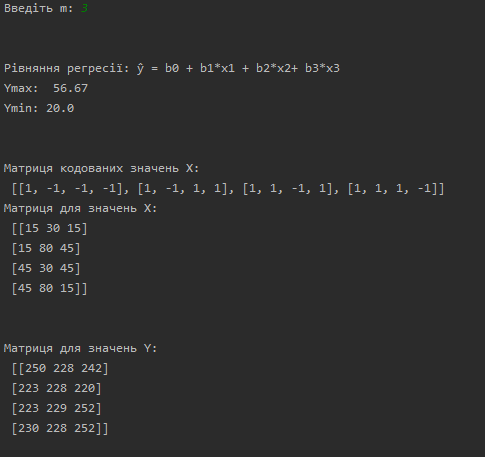 Введіть m: 3
Рівняння регресії: ŷ = b0 + b1*x1 + b2*x2+ b3*x3
Ymax:  56.67
Ymin: 20.0
Матриця кодованих значень X:
[[1, -1, -1, -1], [1, -1, 1, 1], [1, 1, -1, 1], [1, 1, 1, -1]]
Матриця для значень X:
[[15 30 15]
[15 80 45]
[45 30 45]
[45 80 15]]
Матриця для значень Y:
[[250 228 242]
[223 228 220]
[223 229 252]
[230 228 252]]